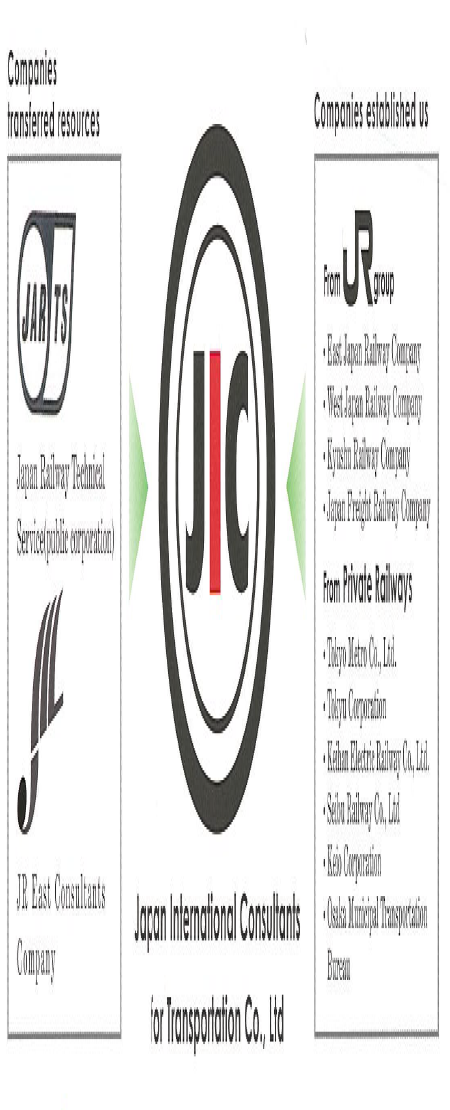 Companies
transferred resources
JARTS
Japan Railway Technical
Service(public corporation)
JR East Consultants
Company
JIC
Japan International Consultants
for Transportation Co., Ltd
Companies established us
From JR group
· East Japan Railway Company
· West Japan Railway Company
· Kyushu Railway Company
· Japan Freight Railway Company
From Private Railways
· Tokyo Metro Co., Ltd.
· Tokyu Corporation
· Keihan Electric Railway Co., Ltd.
· Seibu Railway Co., Ltd
· Keio Corporation
· Osaka Municipal Transportation
Bureau